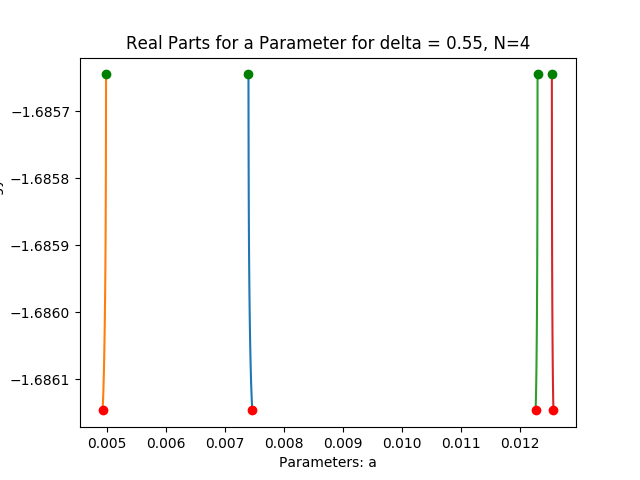 Real Parts for a Parameter for delta = 0.55, N=4
−1.6857
−1.6858
−1.6859
−1.6860
−1.6861
0.005 0.006 0.007 0.008 0.009 0.010 0.011 0.012
Parameters: a